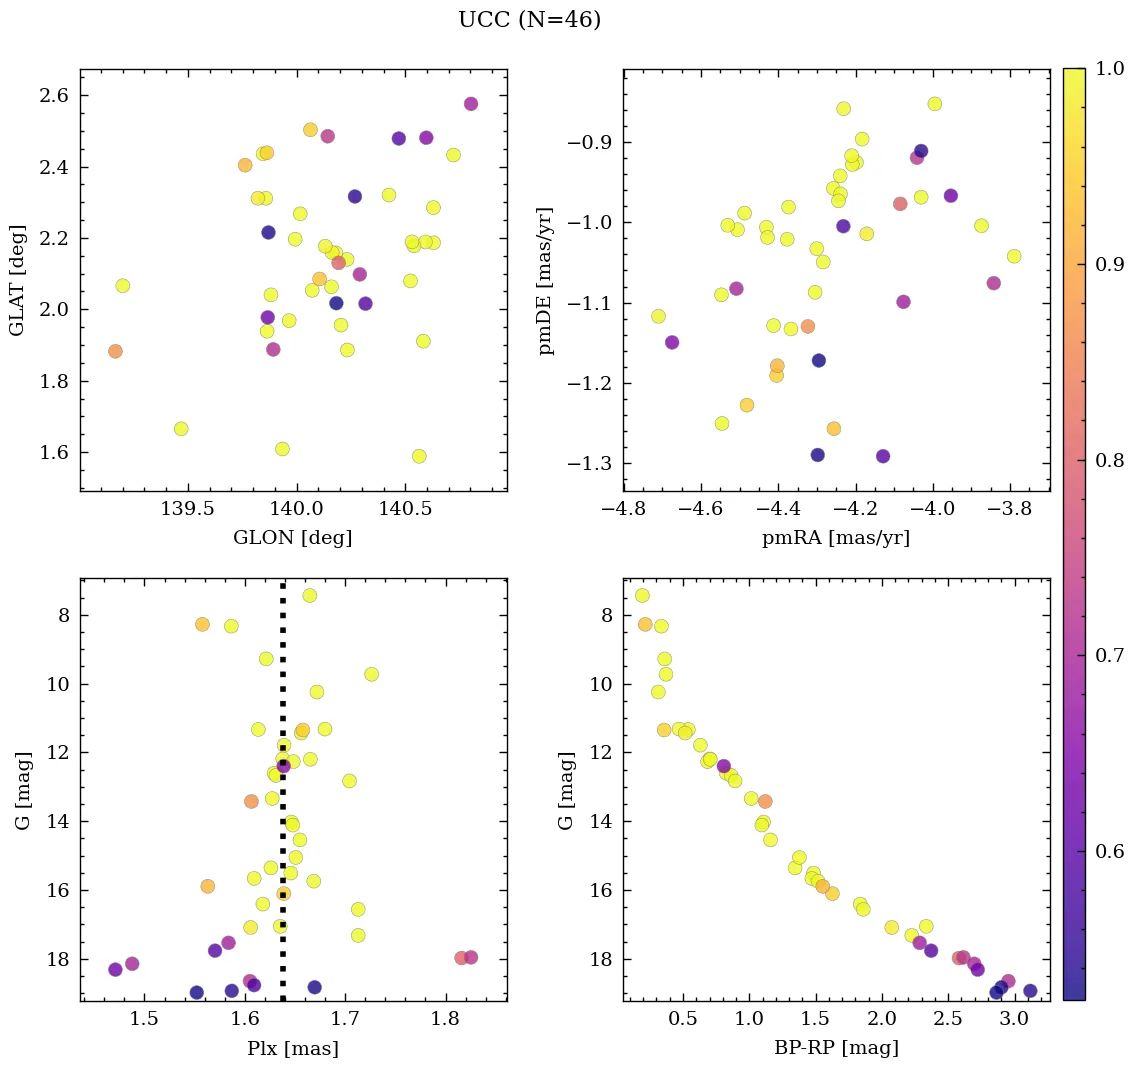 UCC (N=46)
2.6
2.4
2.2
2.0
1.8
1.6
GLAT [deg]
139.5 140.0 140.5
GLON [deg]
−0.9
−1.0
−1.1
−1.2
−1.3
pmDE [mas/yr]
−4.8 −4.6 −4.4 −4.2 −4.0 −3.8
pmRA [mas/yr]
1.0
0.9
0.8
0.7
0.6
8
10
12
14
16
18
G [mag]
1.5 1.6 1.7 1.8
Plx [mas]
8
10
12
14
16
18
G [mag]
0.5 1.0 1.5 2.0 2.5 3.0
BP-RP [mag]